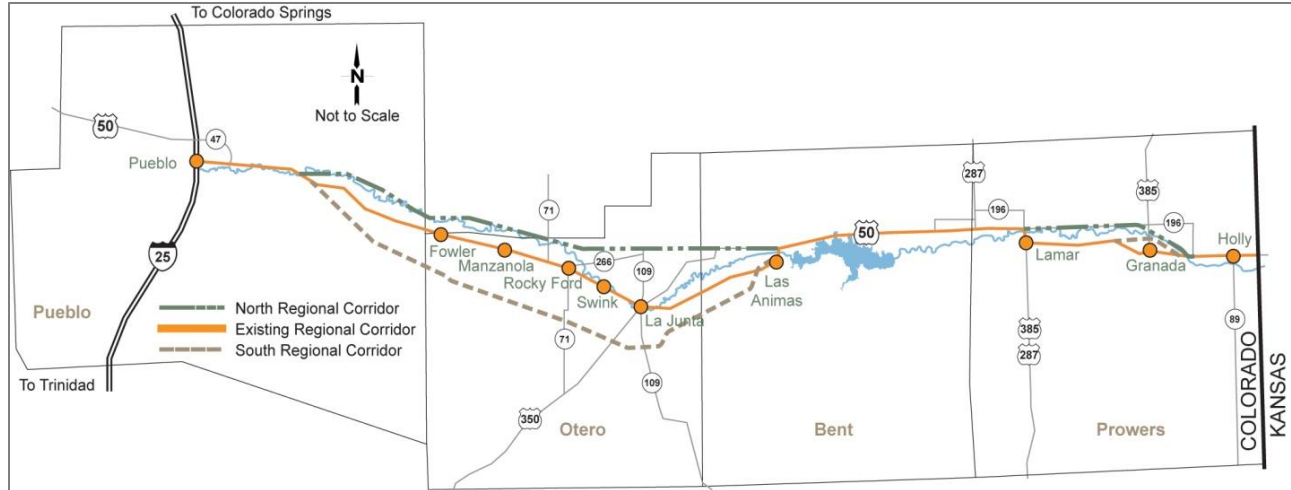 To Colorado Springs
N
Not to Scale
50
47
Pueblo
25
Pueblo
North Regional Corridor
Existing Regional Corridor
South Regional Corridor
To Trinidad
71
Fowler
Manzanola
Rocky Ford
266
109
Swink
La Junta
71
109
350
Otero
Las
Animas
50
287
196
Bent
385
196
Lamar
Granada
Holly
385
287
89
Prowers
COLORADO
KANSAS